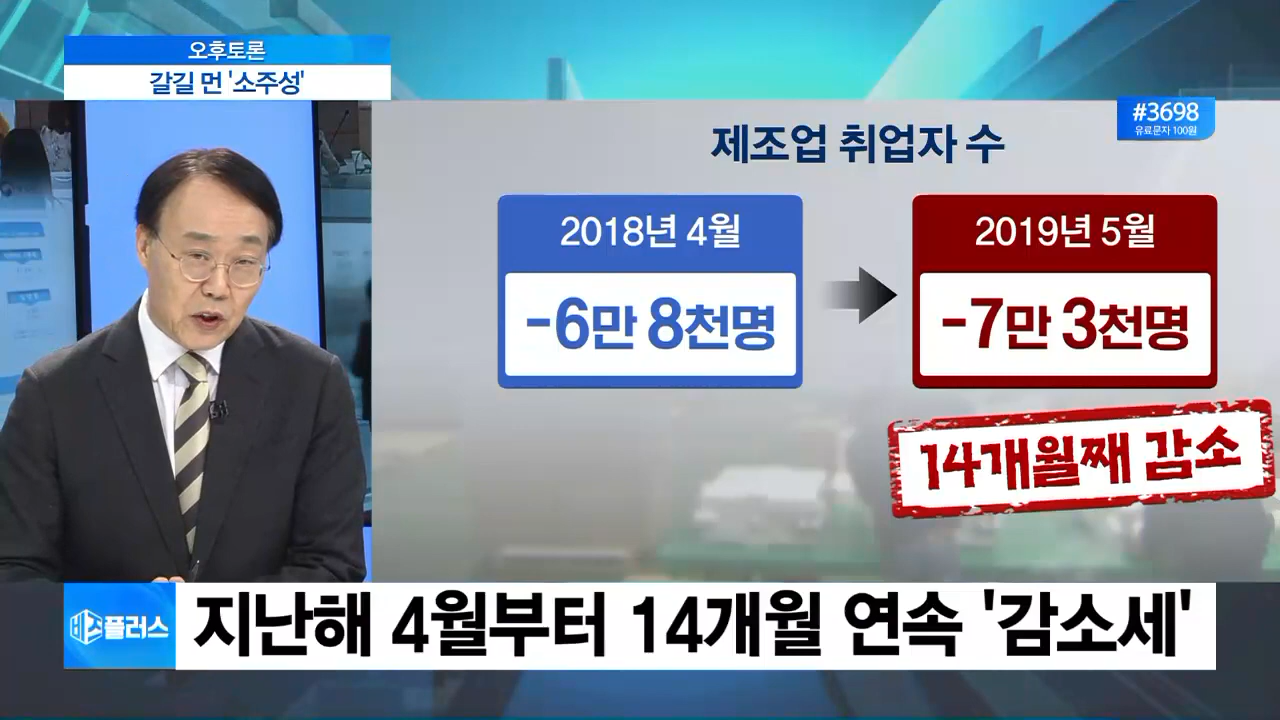 오후토론
갈길 먼 '소주성'
#3698
유료문자 100원
제조업 취업자 수
2018년 4월
-6만 8천명
2019년 5월
-7만 3천명
14개월째 감소
비즈플러스
지난해 4월부터 14개월 연속 '감소세'